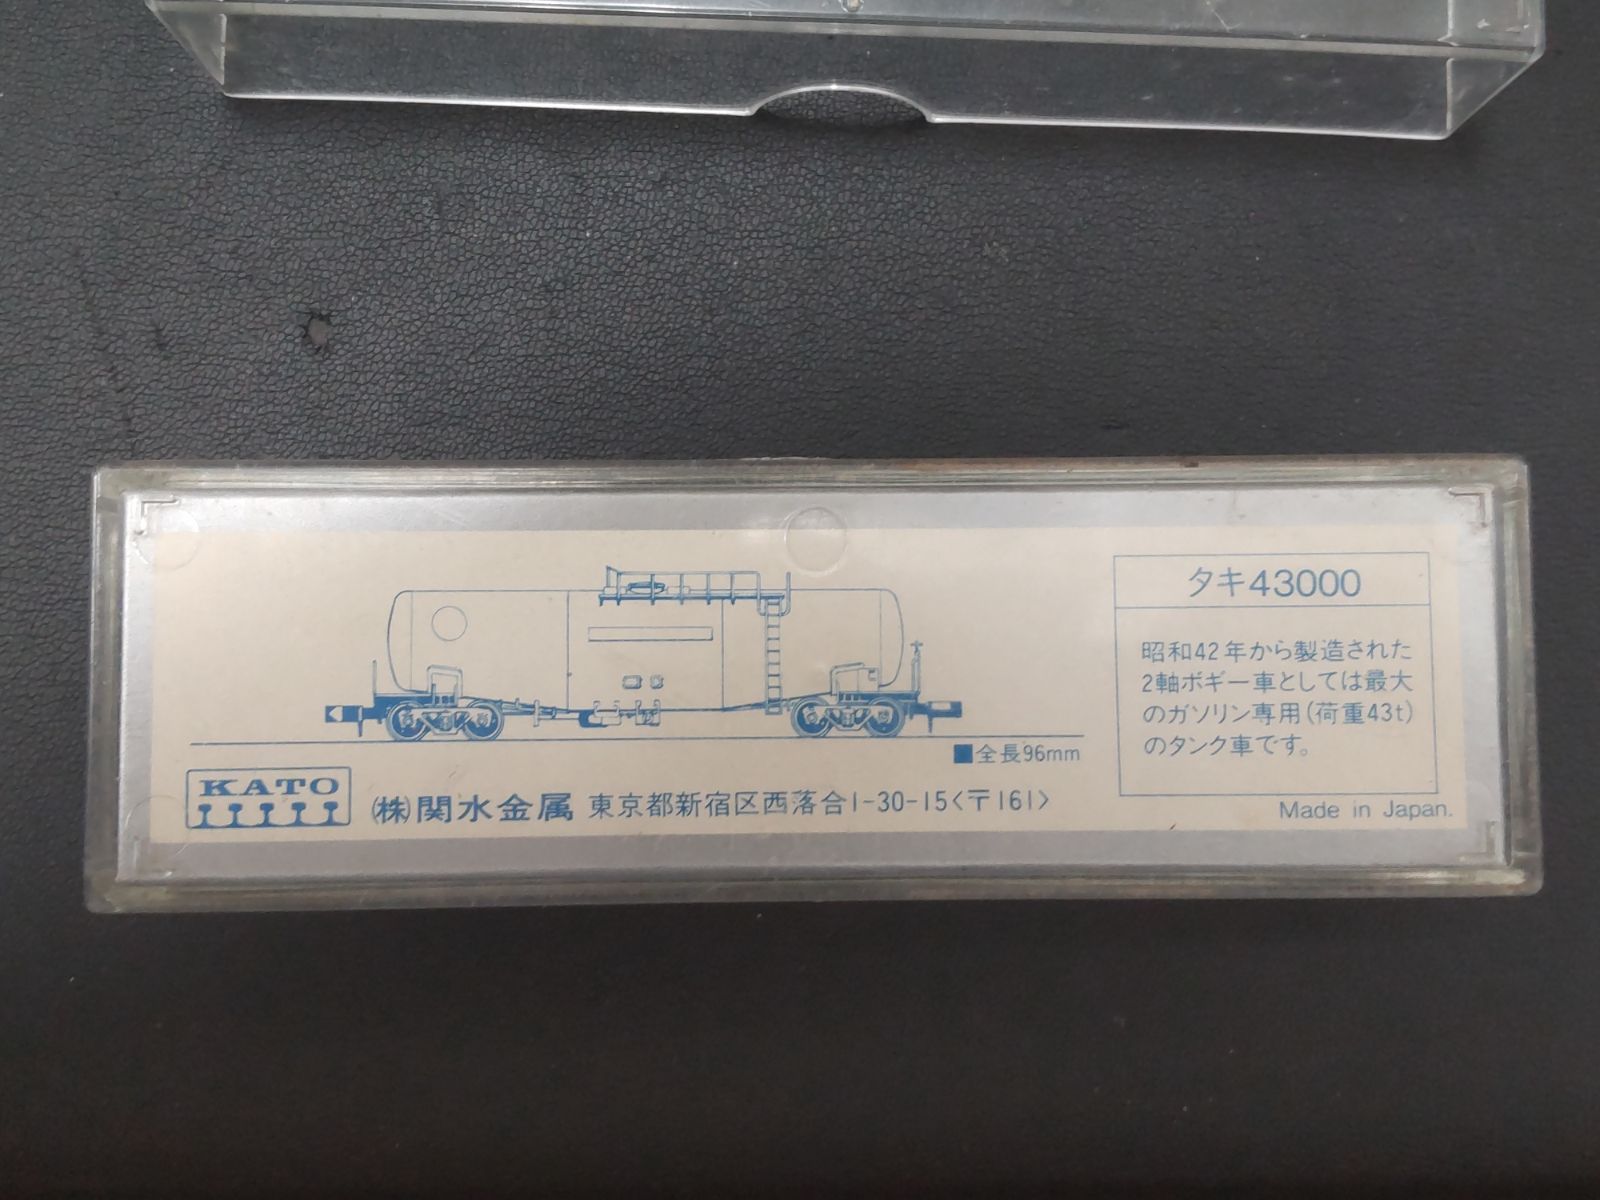 タキ43000
昭和42年から製造された
2軸ボギー車としては最大
のガソリン専用(荷重43t)
のタンク車です。
■全長96mm
KATO
(株)関水金属 東京都新宿区西落合1-30-15<〒161>
Made in Japan.